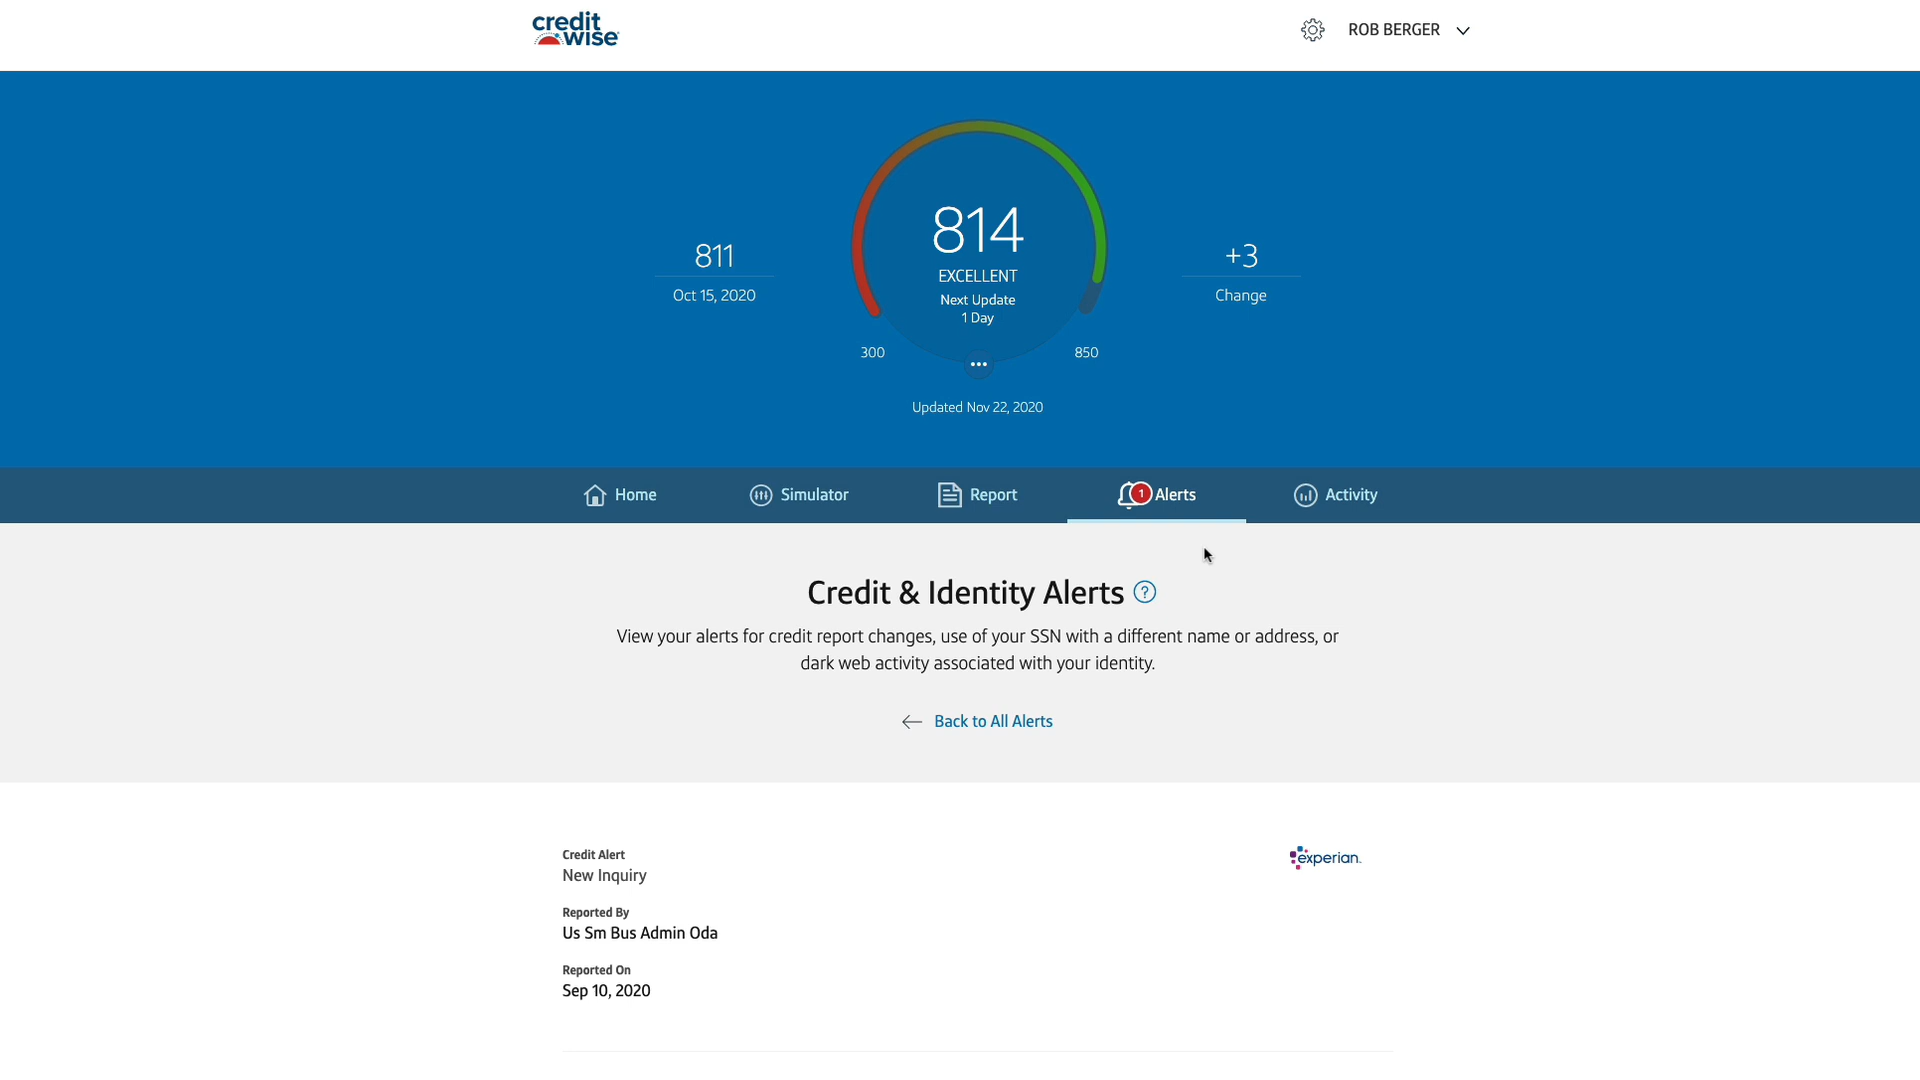 credit
wise
ROB BERGER
814
EXCELLENT
Next Update
1 Day
811
Oct 15, 2020
+3
Change
300
850
Updated Nov 22, 2020
Home
Simulator
Report
1
Alerts
Activity
Credit & Identity Alerts ?
View your alerts for credit report changes, use of your SSN with a different name or address, or
dark web activity associated with your identity.
Back to All Alerts
Credit Alert
experian.
New Inquiry
Reported By
Us Sm Bus Admin Oda
Reported On
Sep 10, 2020